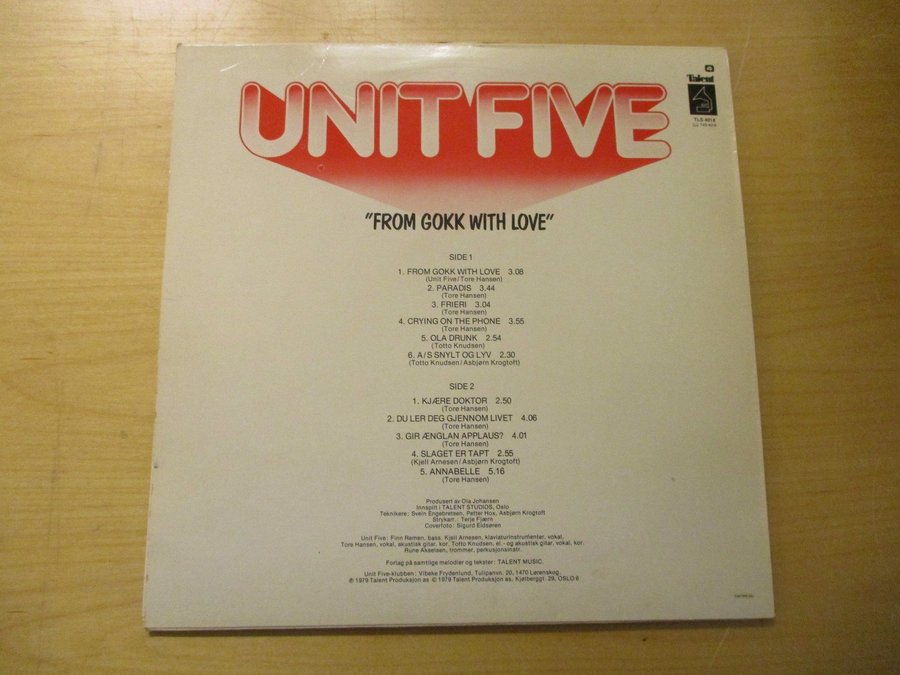 UNIT FIVE
Talent
TLS 4018
"FROM GOKK WITH LOVE"
SIDE 1
1. FROM GOKK WITH LOVE 3.08
(Unit Five/Tore Hansen)
2. PARADIS 3.44
(Tore Hansen)
3. FRIERI 3.04
(Tore Hansen)
4. CRYING ON THE PHONE 3.55
(Tore Hansen)
5. OLA DRUNK 2.54
(Totto Knudsen)
6. A/S SNYLT OG LYV 2.30
(Totto Knudsen/Asbjørn Krogtoft)
SIDE 2
1. KJÆRE DOKTOR 2.50
(Tore Hansen)
2. DU LER DEG GJENNOM LIVET 4.06
(Tore Hansen)
3. GIR ÆNGLAN APPLAUS? 4.01
(Tore Hansen)
4. SLAGET ER TAPT 2.55
(Kjell Arnesen/Asbjørn Krogtoft)
5. ANNABELLE 5.16
(Tore Hansen)
Produsert av Ola Johansen
Innspilt i TALENT STUDIOS, Oslo
Teknikere: Svein Engebretsen, Petter Hox, Asbjørn Krogtoft
Strykarr.: Terje Fjærn
Coverfoto: Sigurd Eidsøren
Unit Five: Finn Remen, bass. Kjell Arnesen, klaviaturinstrumenter, vokal.
Tore Hansen, vokal, akustisk gitar, kor. Totto Knudsen, el.- og akustisk gitar, vokal, kor.
Rune Akselsen, trommer, perkusjonsinstr.
Forlag på samtlige melodier og tekster: TALENT MUSIC.
Unit Five-klubben: Vibeke Frydenlund, Tulipanvn. 20, 1470 Lørenskog.
℗ 1979 Talent Produksjon as © 1979 Talent Produksjon as, Kjølberggt. 29, OSLO 6